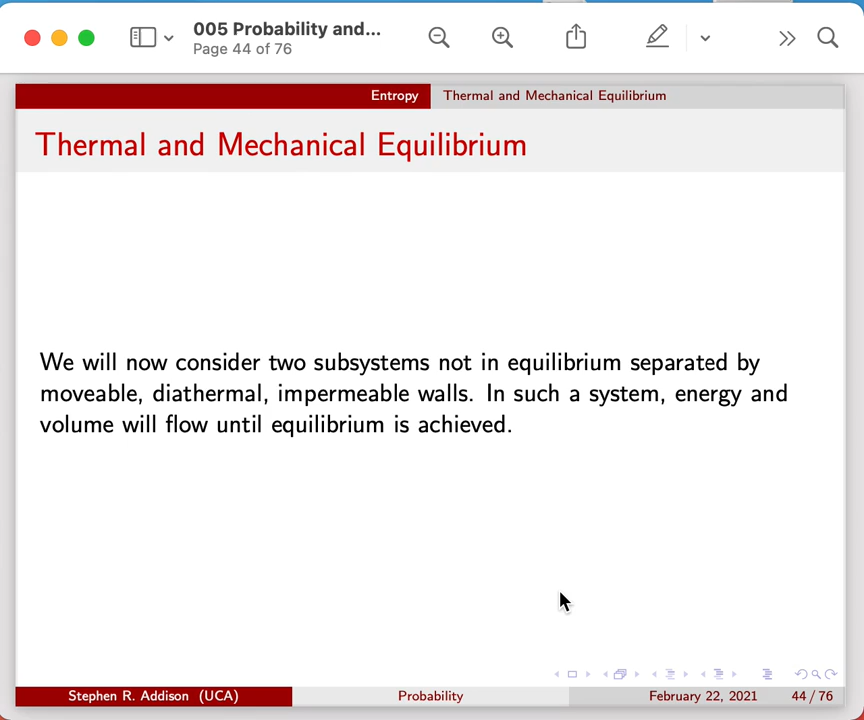 005 Probability and...
Page 44 of 76
Entropy
Thermal and Mechanical Equilibrium
Thermal and Mechanical Equilibrium
We will now consider two subsystems not in equilibrium separated by
moveable, diathermal, impermeable walls. In such a system, energy and
volume will flow until equilibrium is achieved.
Stephen R. Addison (UCA)
Probability
February 22, 2021
44 / 76